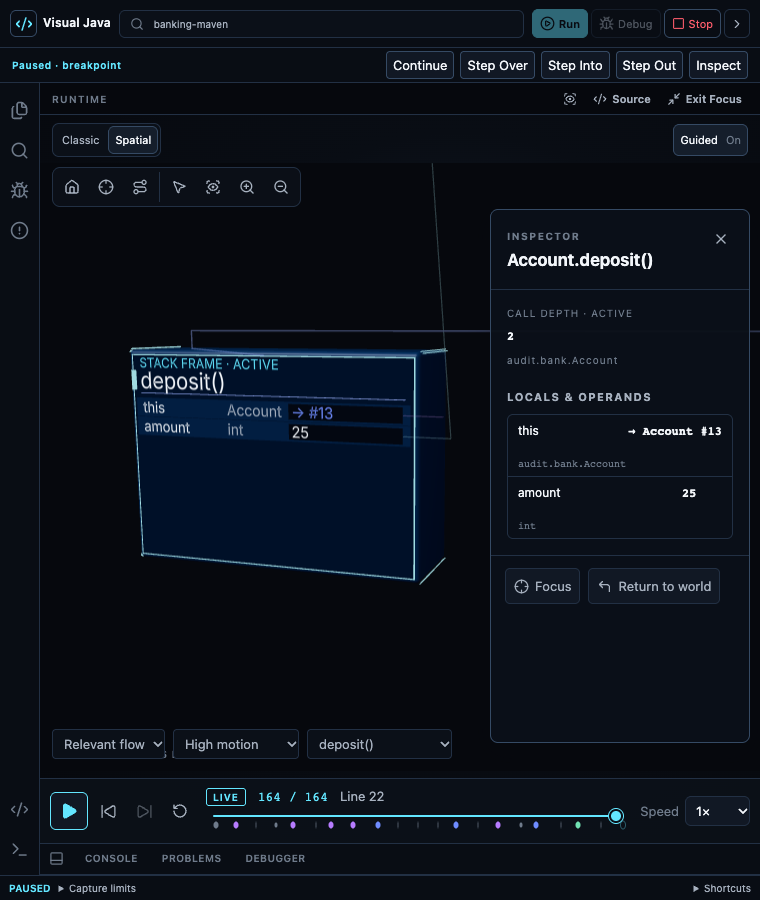 Visual Java
banking-maven
Run
Debug
Stop
Paused · breakpoint
Continue
Step Over
Step Into
Step Out
Inspect
RUNTIME
Source
Exit Focus
Classic
Spatial
Guided On
INSPECTOR
Account.deposit()
CALL DEPTH · ACTIVE
2
audit.bank.Account
LOCALS & OPERANDS
this → Account #13
audit.bank.Account
amount 25
int
Focus
Return to world
STACK FRAME · ACTIVE
deposit()
this Account → #13
amount int 25
Relevant flow
High motion
deposit()
LIVE 164 / 164 Line 22
Speed 1×
CONSOLE
PROBLEMS
DEBUGGER
PAUSED
Capture limits
Shortcuts